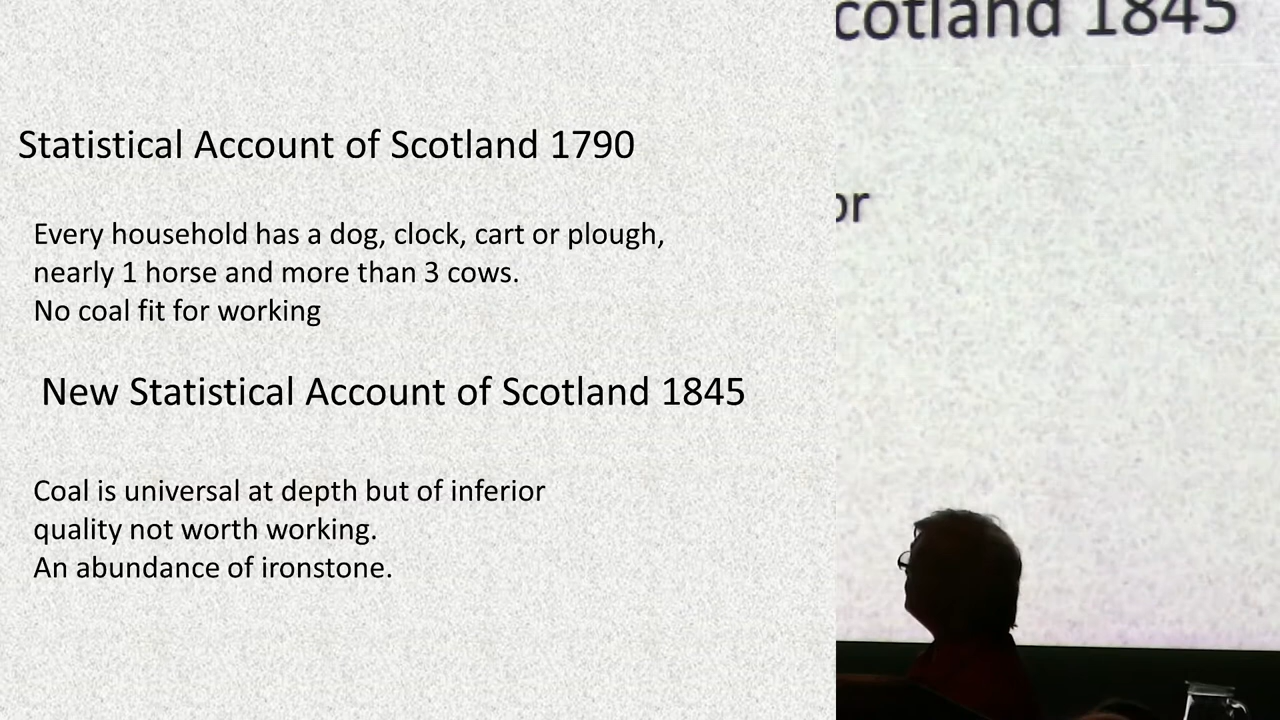 Statistical Account of Scotland 1790
Every household has a dog, clock, cart or plough,
nearly 1 horse and more than 3 cows.
No coal fit for working
New Statistical Account of Scotland 1845
Coal is universal at depth but of inferior
quality not worth working.
An abundance of ironstone.
cotland 1845
or